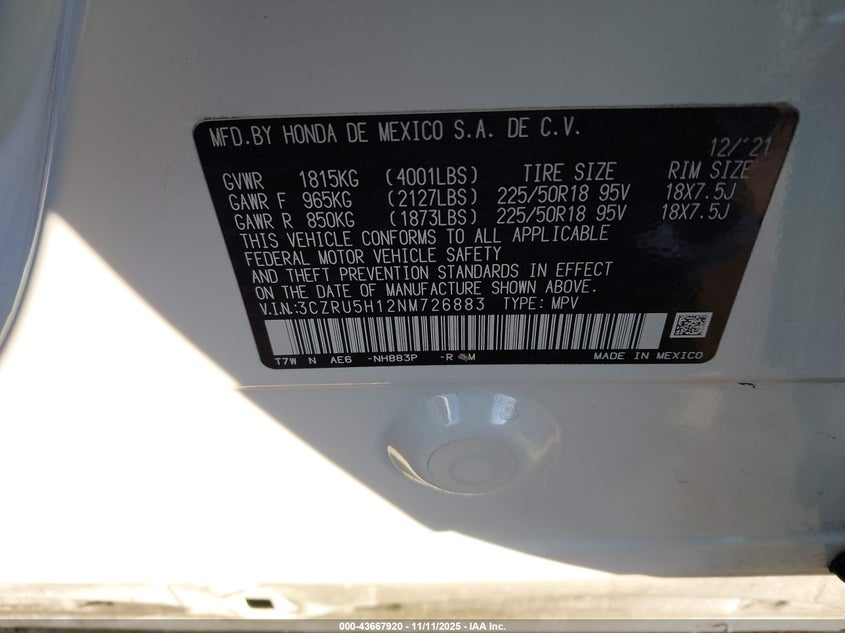 MFD.BY HONDA DE MEXICO S.A. DE C.V.
12/'21
GVWR 1815KG (4001LBS) TIRE SIZE RIM SIZE
GAWR F 965KG (2127LBS) 225/50R18 95V 18X7.5J
GAWR R 850KG (1873LBS) 225/50R18 95V 18X7.5J
THIS VEHICLE CONFORMS TO ALL APPLICABLE
FEDERAL MOTOR VEHICLE SAFETY
AND THEFT PREVENTION STANDARDS IN EFFECT
ON THE DATE OF MANUFACTURE SHOWN ABOVE.
V.I.N.:3CZRU5H12NM726883 TYPE: MPV
T7W N AE6 -NH883P -R M MADE IN MEXICO
000-43667920 - 11/11/2025 - IAA Inc.